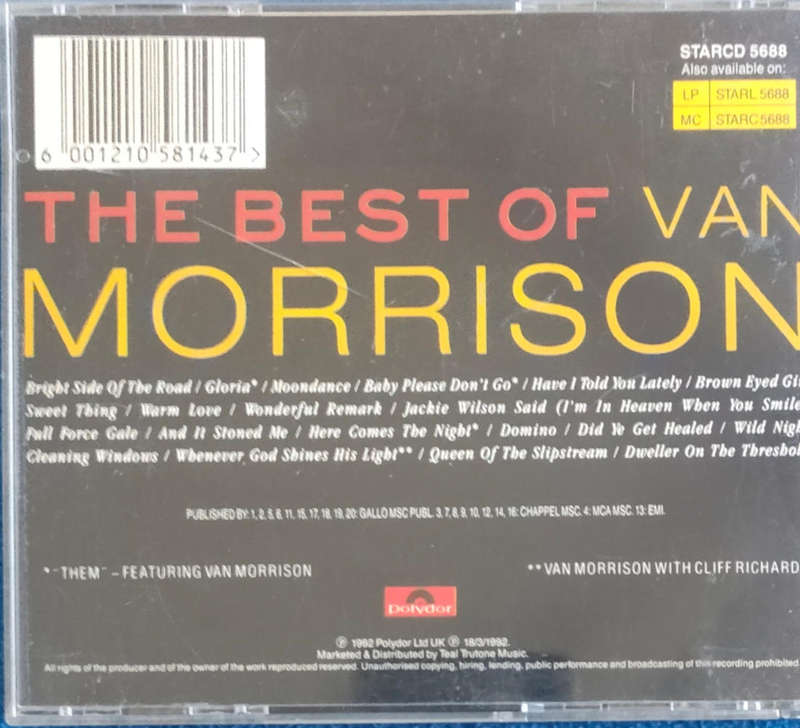 STARCD 5688
Also available on:
LP STARL 5688
MC STARC 5688
6 001210 581437 >
THE BEST OF VAN
MORRISON
Bright Side Of The Road / Gloria* / Moondance / Baby Please Don't Go* / Have I Told You Lately / Brown Eyed Gi
Sweet Thing / Warm Love / Wonderful Remark / Jackie Wilson Said (I'm In Heaven When You Smile
Full Force Gale / And It Stoned Me / Here Comes The Night* / Domino / Did Ye Get Healed / Wild Nigh
Cleaning Windows / Whenever God Shines His Light** / Queen Of The Slipstream / Dweller On The Threshol
PUBLISHED BY: 1, 2, 5, 6, 11, 15, 17, 18, 19, 20: GALLO MSC PUBL. 3, 7, 8, 9, 10, 12, 14, 16: CHAPPEL MSC. 4: MCA MSC. 13: EMI.
* "THEM" – FEATURING VAN MORRISON
** VAN MORRISON WITH CLIFF RICHARD
polydor
℗ 1992 Polydor Ltd UK ℗ 18/3/1992.
Marketed & Distributed by Teal Trutone Music.
All rights of the producer and of the owner of the work reproduced reserved. Unauthorised copying, hiring, lending, public performance and broadcasting of this recording prohibited.